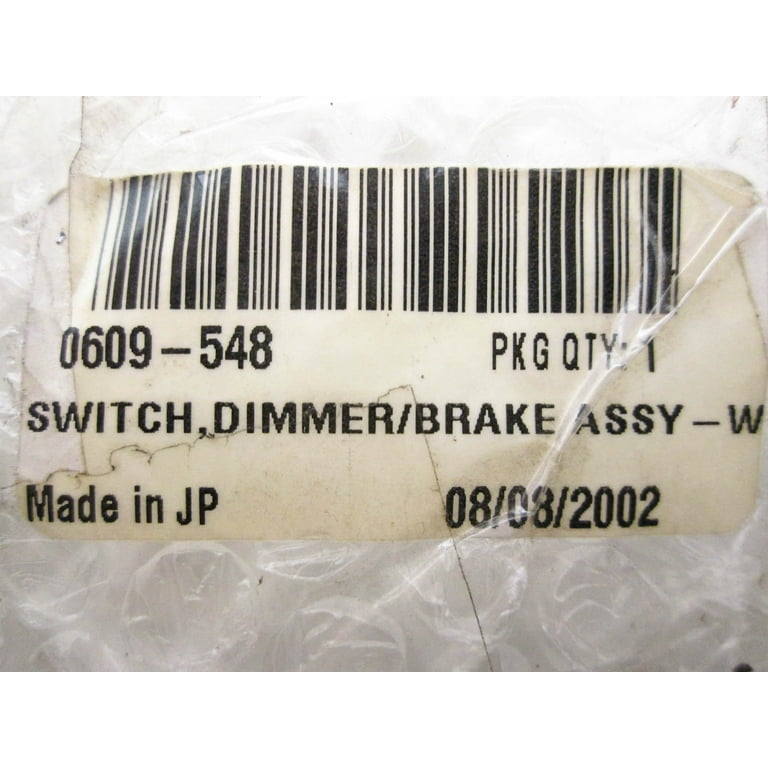 0609-548 PKG QTY: 1
SWITCH,DIMMER/BRAKE ASSY-W
Made in JP 08/08/2002